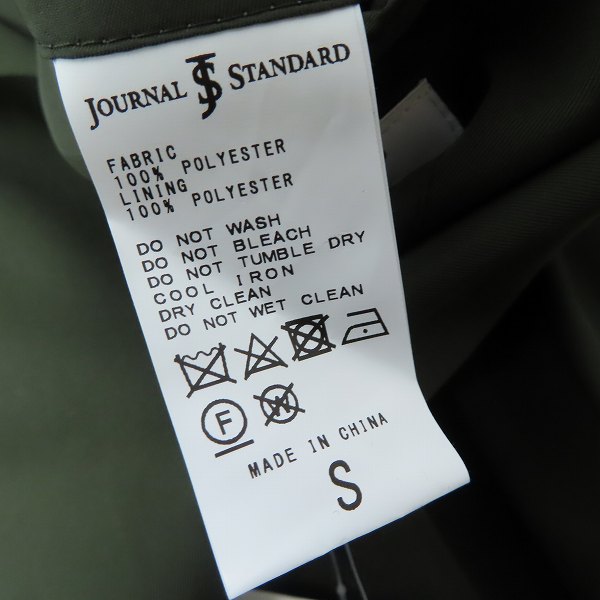 JOURNAL JS STANDARD
FABRIC
100% POLYESTER
LINING
100% POLYESTER
DO NOT WASH
DO NOT BLEACH
DO NOT TUMBLE DRY
COOL IRON
DRY CLEAN
DO NOT WET CLEAN
F W
MADE IN CHINA
S